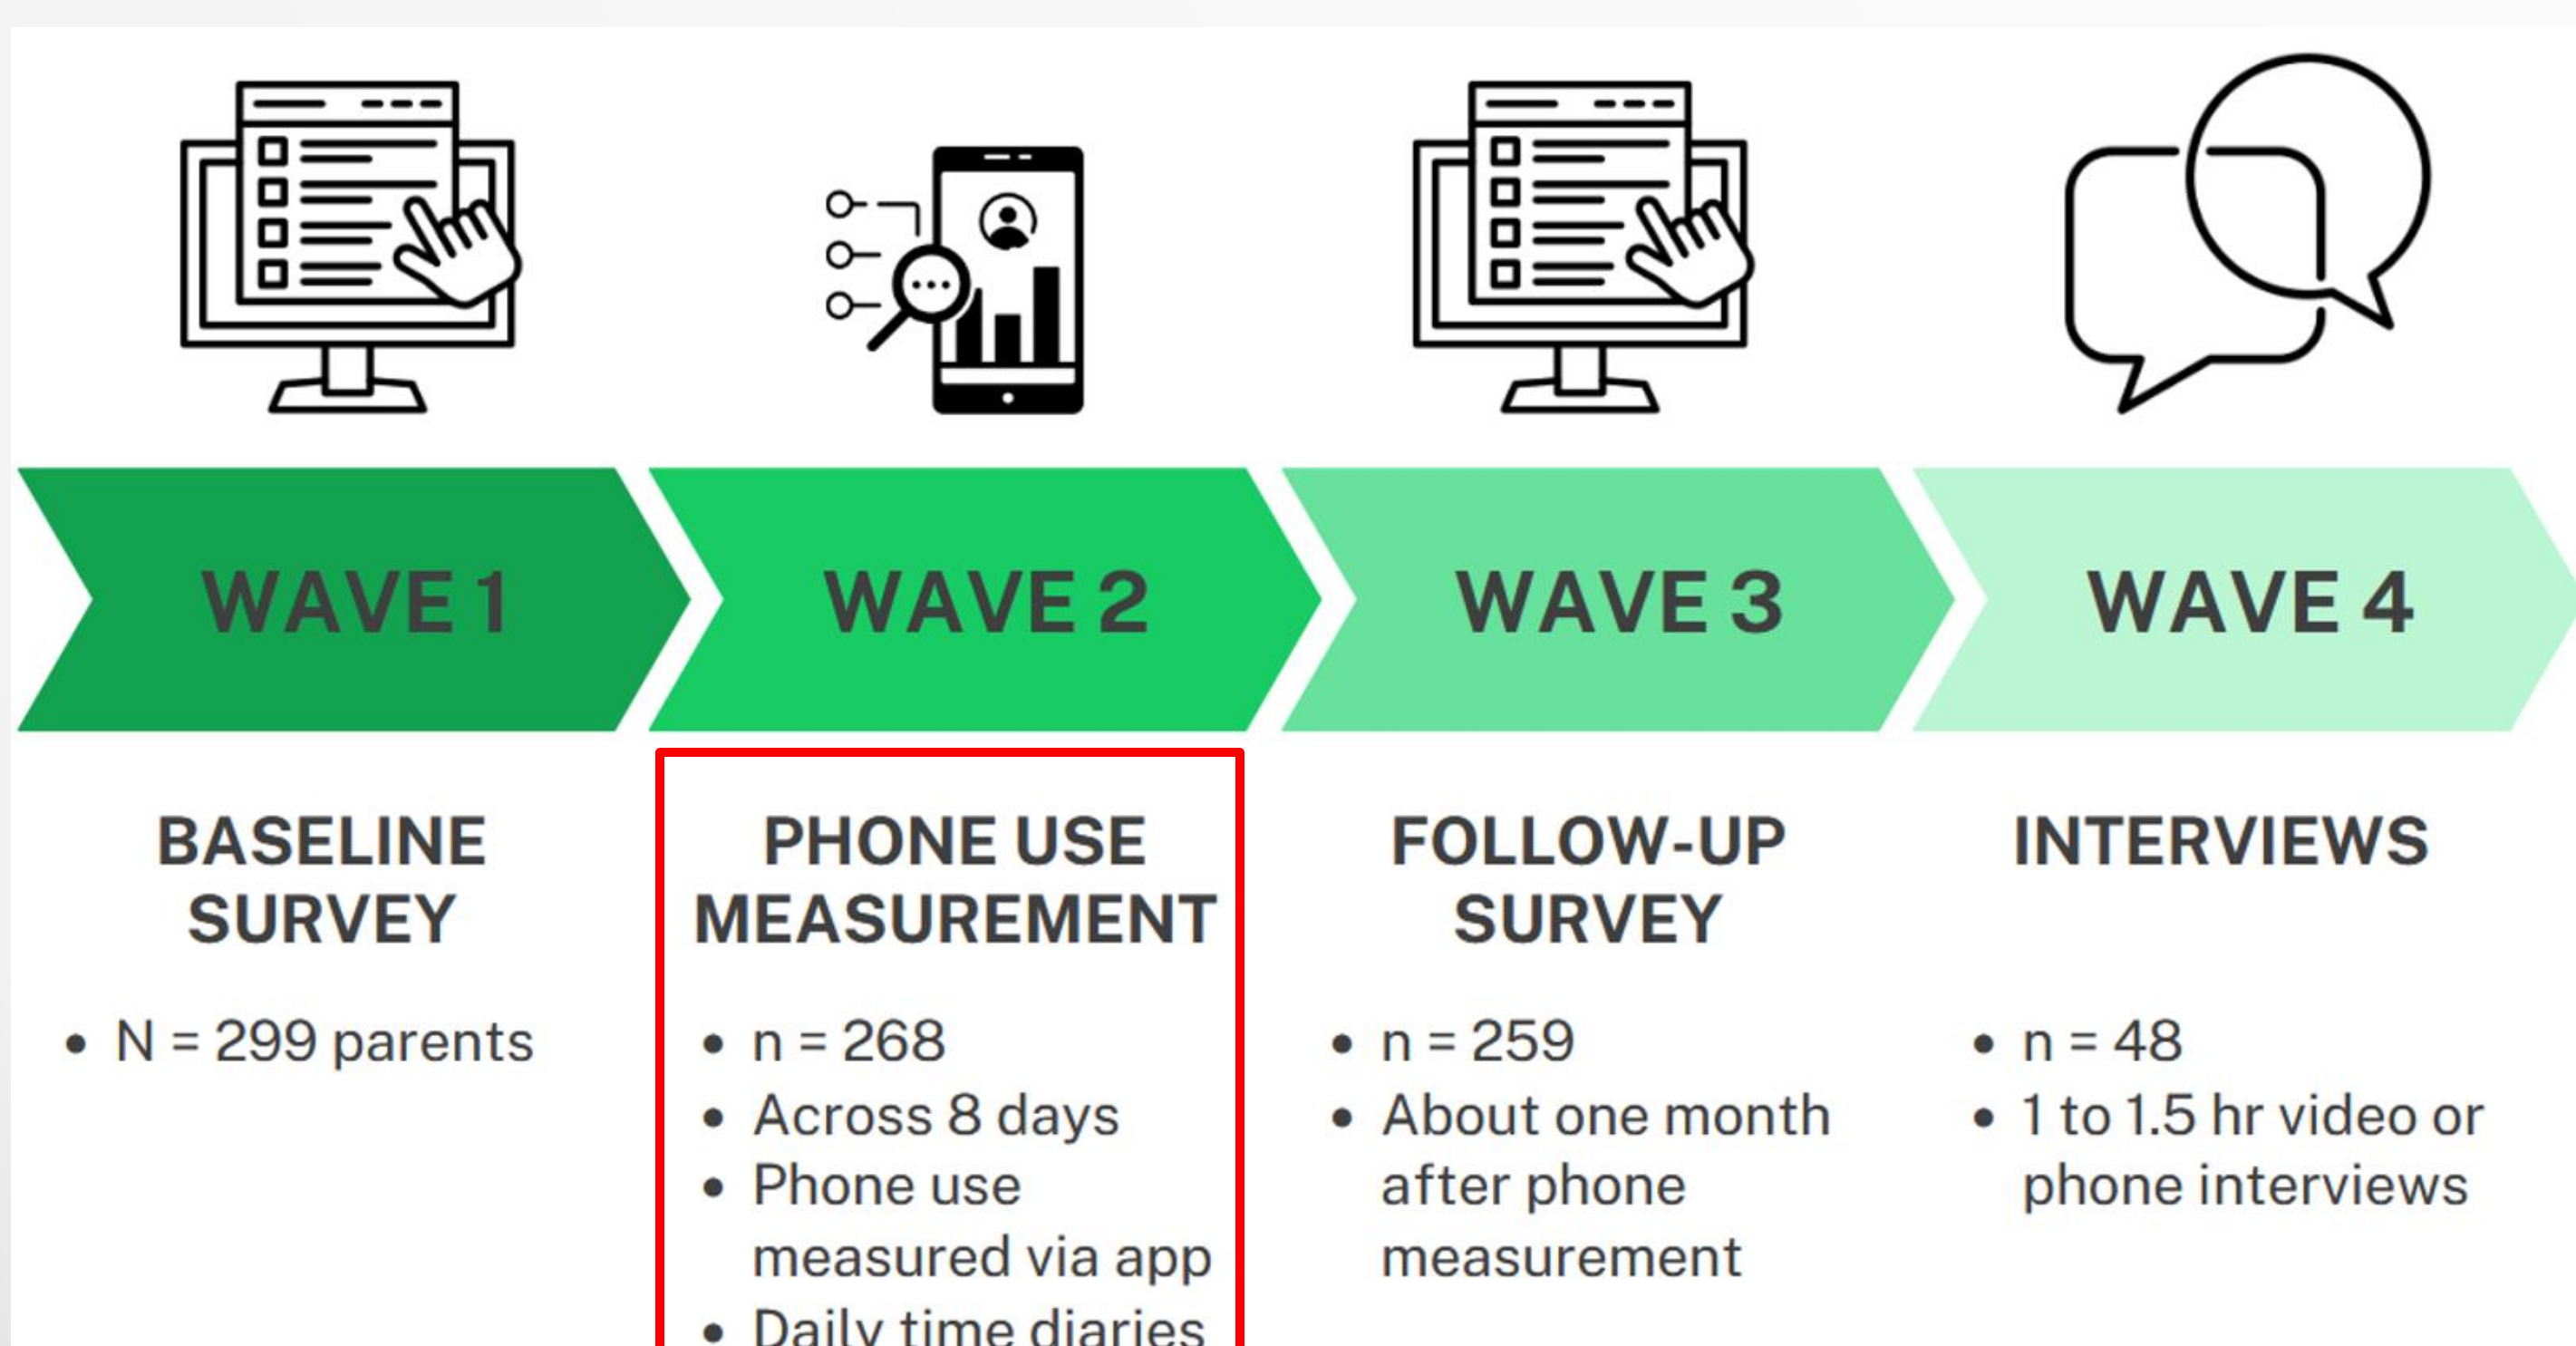 WAVE 1
WAVE 2
WAVE 3
WAVE 4
BASELINE
SURVEY
• N = 299 parents
PHONE USE
MEASUREMENT
• n = 268
• Across 8 days
• Phone use
measured via app
• Daily time diaries
FOLLOW-UP
SURVEY
• n = 259
• About one month
after phone
measurement
INTERVIEWS
• n = 48
• 1 to 1.5 hr video or
phone interviews